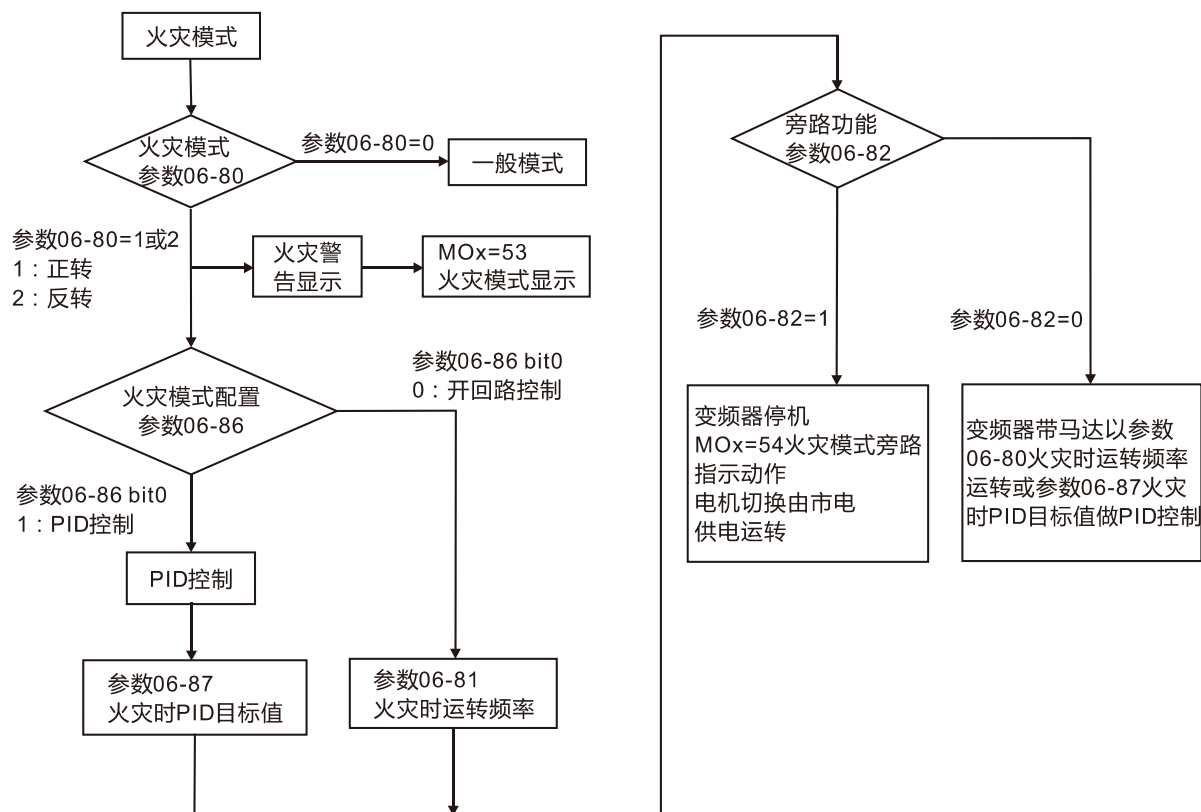 火灾模式
火灾模式
参数06-80
参数06-80=0
一般模式
参数06-80=1或2
1：正转
2：反转
火灾警
告显示
MOx=53
火灾模式显示
火灾模式配置
参数06-86
参数06-86 bit0
0：开回路控制
参数06-86 bit0
1：PID控制
PID控制
参数06-87
火灾时PID目标值
参数06-81
火灾时运转频率
旁路功能
参数06-82
参数06-82=1
参数06-82=0
变频器停机
MOx=54火灾模式旁路
指示动作
电机切换由市电
供电运转
变频器带马达以参数
06-80火灾时运转频率
运转或参数06-87火灾
时PID目标值做PID控制